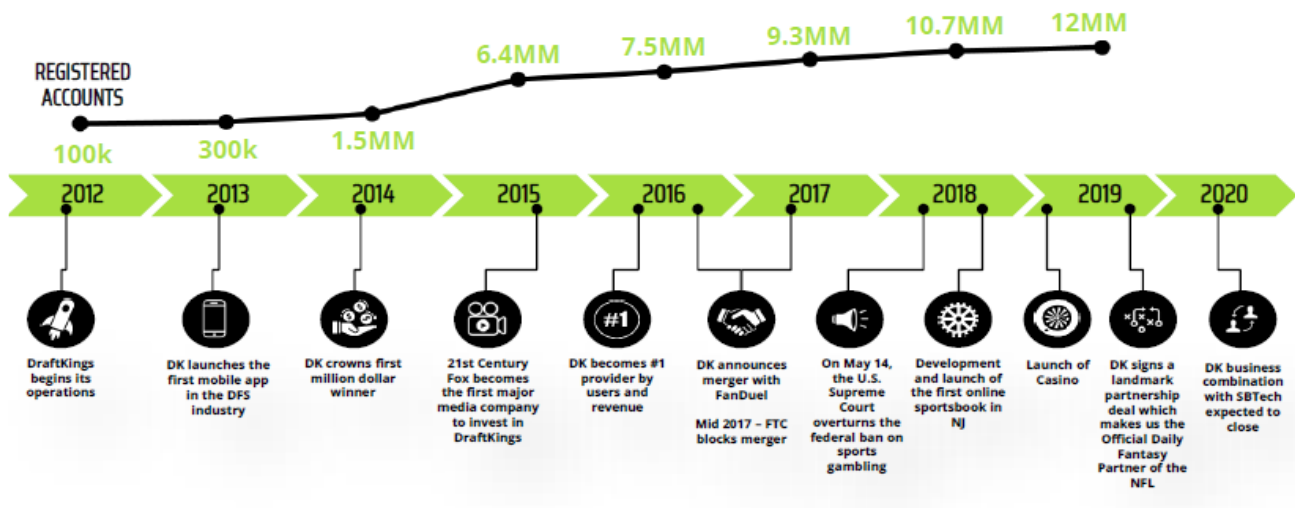 REGISTERED
ACCOUNTS
100k
300k
1.5MM
6.4MM
7.5MM
9.3MM
10.7MM
12MM
2012
2013
2014
2015
2016
2017
2018
2019
2020
#1
DraftKings
begins its
operations
DK launches the
first mobile app
in the DFS
industry
DK crowns first
million dollar
winner
21st Century
Fox becomes
the first major
media company
to invest in
DraftKings
DK becomes #1
provider by
users and
revenue
DK announces
merger with
FanDuel
Mid 2017 – FTC
blocks merger
On May 14,
the U.S.
Supreme
Court
overturns the
federal ban on
sports
gambling
Development
and launch of
the first online
sportsbook in
NJ
Launch of
Casino
DK signs a
landmark
partnership
deal which
makes us the
Official Daily
Fantasy
Partner of the
NFL
DK business
combination
with SBTech
expected to
close